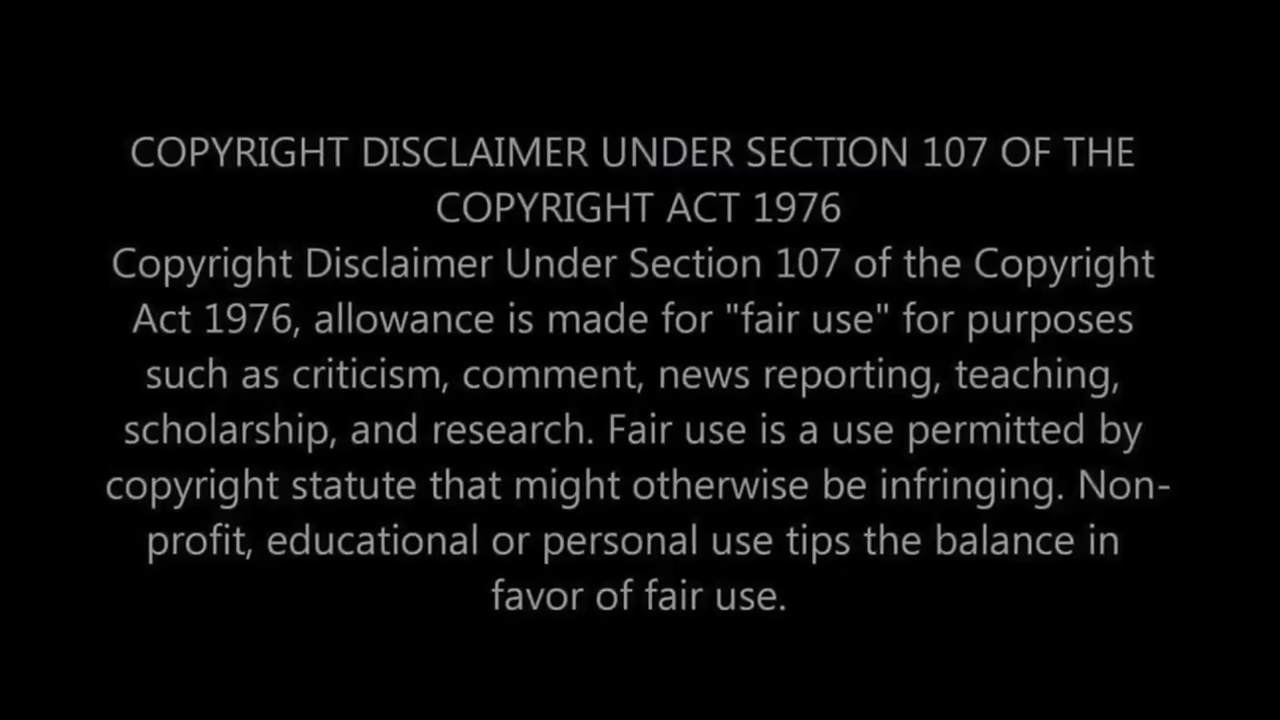 COPYRIGHT DISCLAIMER UNDER SECTION 107 OF THE
COPYRIGHT ACT 1976
Copyright Disclaimer Under Section 107 of the Copyright
Act 1976, allowance is made for "fair use" for purposes
such as criticism, comment, news reporting, teaching,
scholarship, and research. Fair use is a use permitted by
copyright statute that might otherwise be infringing. Non-
profit, educational or personal use tips the balance in
favor of fair use.